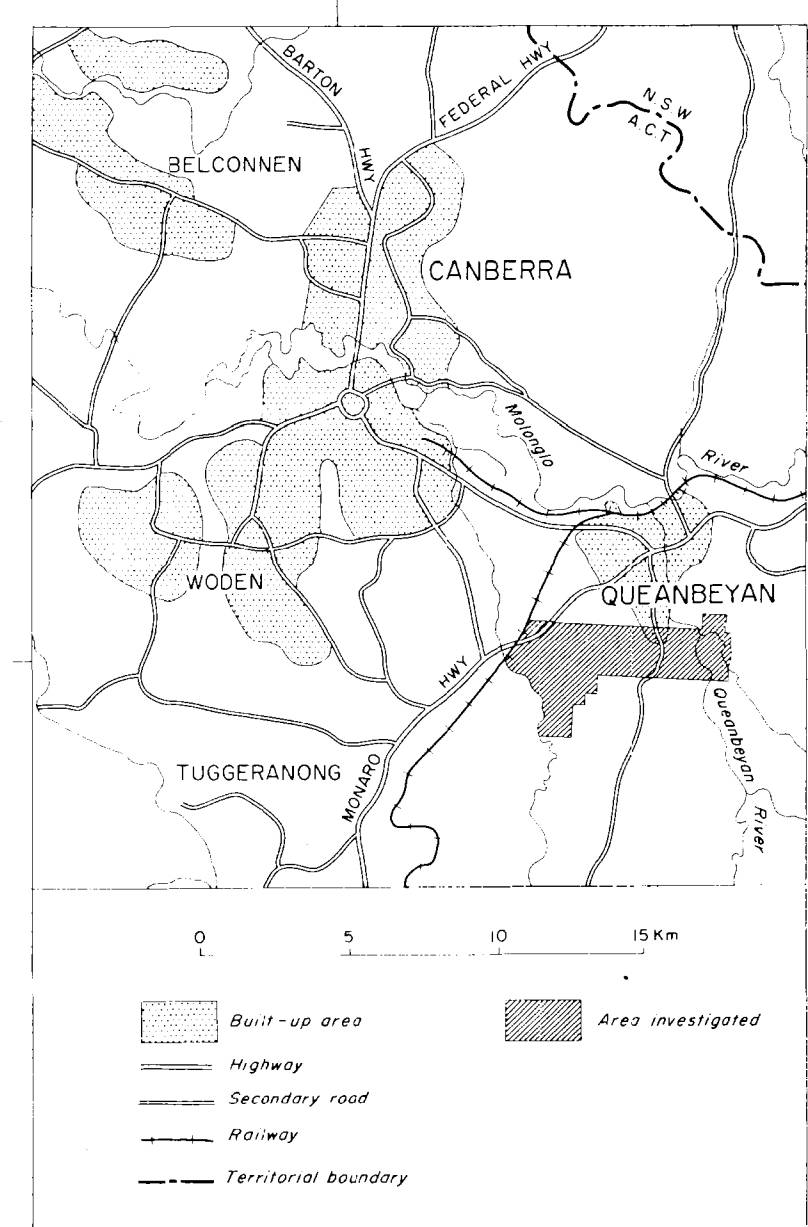 BARTON
HWY
FEDERAL HWY
N.S.W
A.C.T
BELCONNEN
CANBERRA
Molonglo
River
WODEN
QUEANBEYAN
MONARO
HWY
Queanbeyan
River
TUGGERANONG
0 5 10 15 Km
Built-up area
Area investigated
Highway
Secondary road
Railway
Territorial boundary